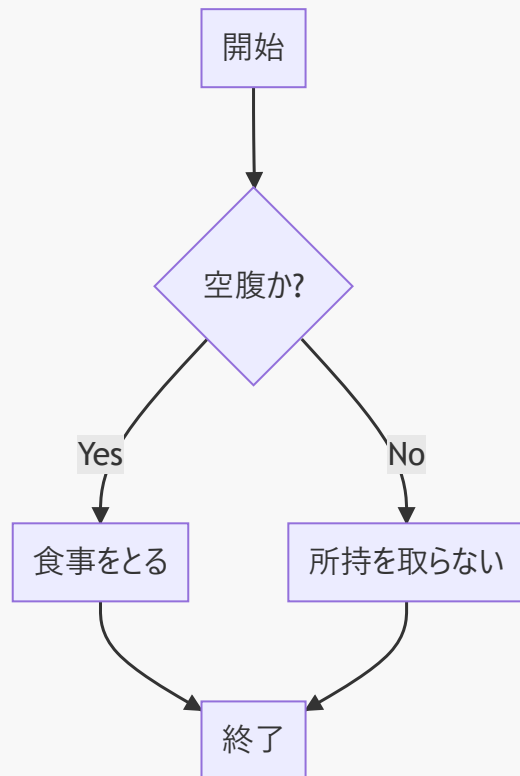 開始
空腹か?
Yes
No
食事をとる
所持を取らない
終了